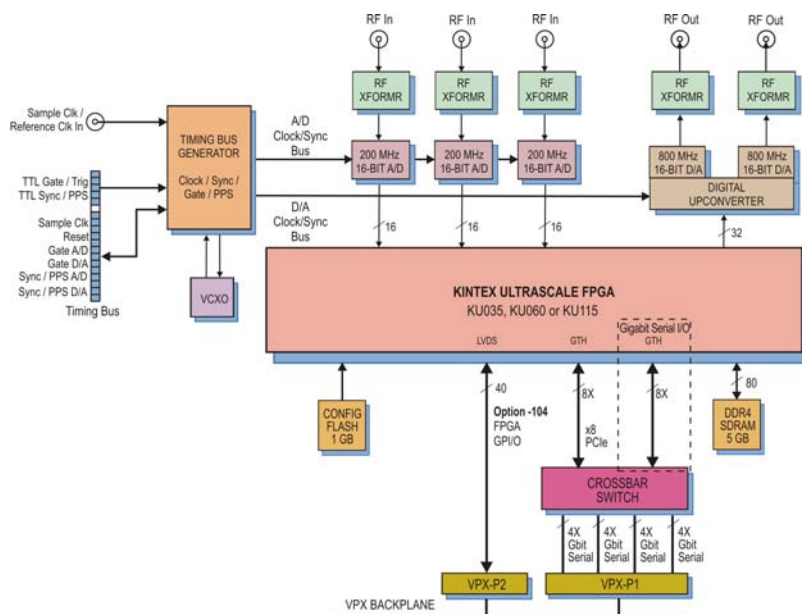 RF In
RF In
RF In
RF Out
RF Out
Sample Clk /
Reference Clk In
TIMING BUS
GENERATOR
Clock / Sync /
Gate / PPS
A/D
Clock/Sync
Bus
RF
XFORMR
RF
XFORMR
RF
XFORMR
RF
XFORMR
RF
XFORMR
200 MHz
16-BIT A/D
200 MHz
16-BIT A/D
200 MHz
16-BIT A/D
800 MHz
16-BIT D/A
800 MHz
16-BIT D/A
DIGITAL
UPCONVERTER
TTL Gate / Trig
TTL Sync / PPS
Sample Clk
Reset
Gate A/D
Gate D/A
Sync / PPS A/D
Sync / PPS D/A
Timing Bus
VCXO
D/A
Clock/Sync
Bus
16
16
16
32
KINTEX ULTRASCALE FPGA
KU035, KU060 or KU115
LVDS
GTH
Gigabit Serial I/O
GTH
CONFIG
FLASH
1 GB
40
Option -104
FPGA
GPI/O
8X
x8
PCIe
8X
80
DDR4
SDRAM
5 GB
CROSSBAR
SWITCH
4X
Gbit
Serial
4X
Gbit
Serial
4X
Gbit
Serial
4X
Gbit
Serial
VPX-P2
VPX-P1
VPX BACKPLANE